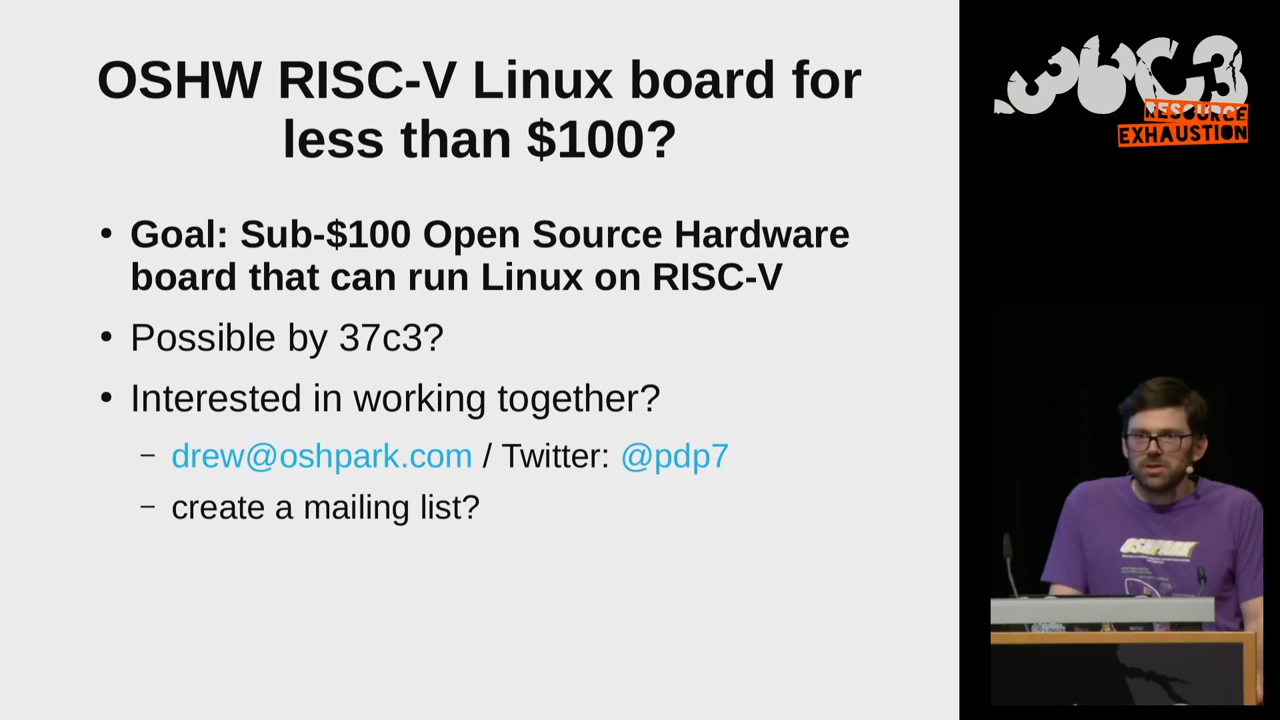 OSHW RISC-V Linux board for
less than $100?
• Goal: Sub-$100 Open Source Hardware
board that can run Linux on RISC-V
• Possible by 37c3?
• Interested in working together?
– drew@oshpark.com / Twitter: @pdp7
– create a mailing list?
36C3
RESOURCE
EXHAUSTION
OSHPARK